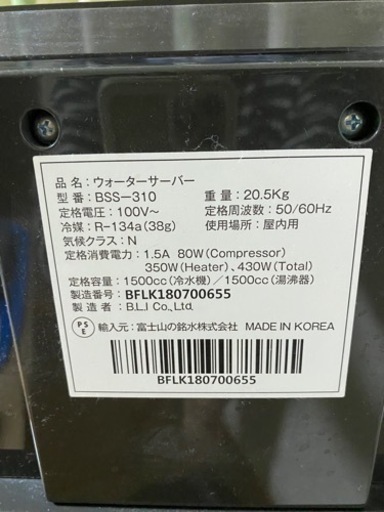 品名：ウォーターサーバー
型番：BSS-310 重量：20.5Kg
定格電圧：100V～ 定格周波数：50/60Hz
冷媒：R-134a(38g) 使用場所：屋内用
気候クラス：N
定格消費電力：1.5A 80W(Compressor)
350W(Heater)、430W(Total)
定格容量：1500cc(冷水機)／1500cc(湯沸器)
製造番号：BFLK180700655
製造者：B.L.I Co.,Ltd.
PSE 輸入元：富士山の銘水株式会社 MADE IN KOREA
BFLK180700655